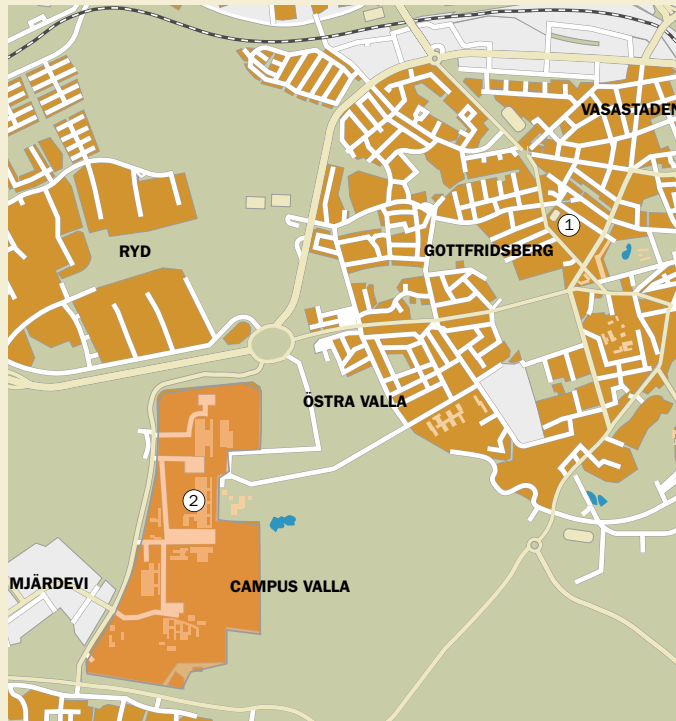 VASASTADEN
1
RYD
GOTTFRIDSBERG
ÖSTRA VALLA
2
MJÄRDEVI
CAMPUS VALLA